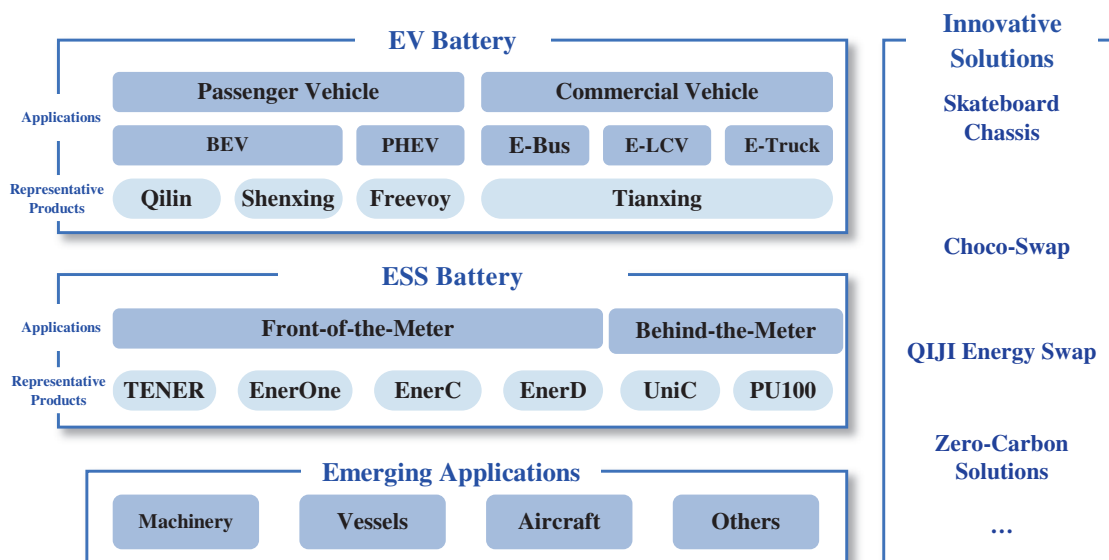 EV Battery
Applications
Passenger Vehicle
Commercial Vehicle
BEV
PHEV
E-Bus
E-LCV
E-Truck
Representative
Products
Qilin
Shenxing
Freevoy
Tianxing
ESS Battery
Applications
Front-of-the-Meter
Behind-the-Meter
Representative
Products
TENER
EnerOne
EnerC
EnerD
UniC
PU100
Emerging Applications
Machinery
Vessels
Aircraft
Others
Innovative
Solutions
Skateboard
Chassis
Choco-Swap
QIJI Energy Swap
Zero-Carbon
Solutions
...